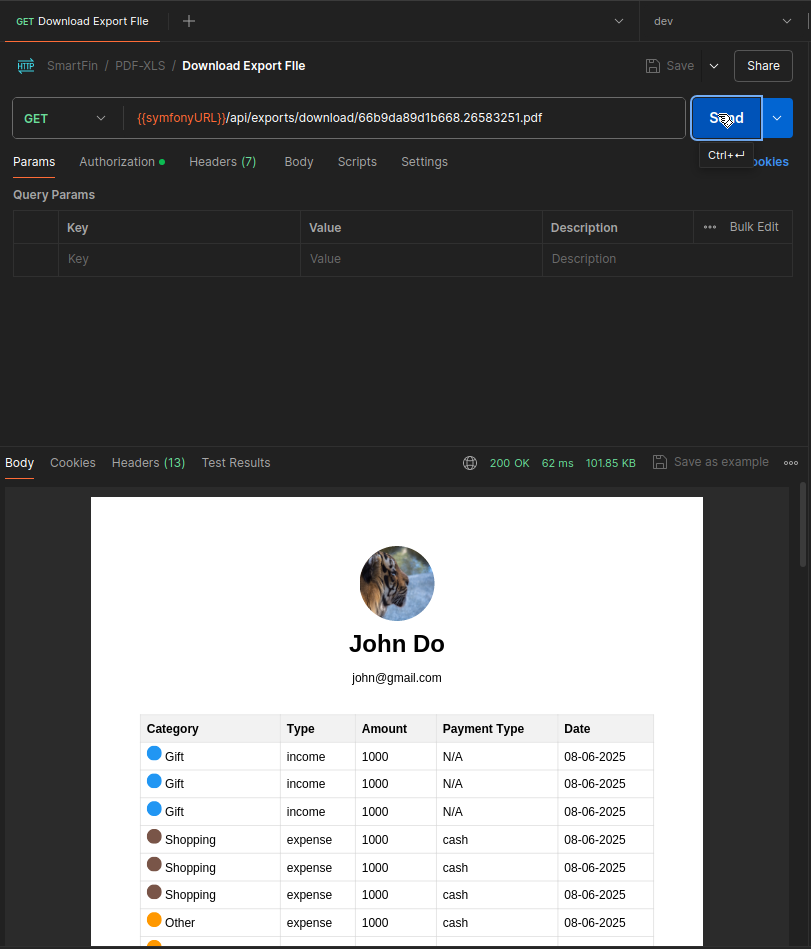 GET Download Export FIle
dev
HTTP SmartFin / PDF-XLS / Download Export FIle Save Share
GET {{symfonyURL}}/api/exports/download/66b9da89d1b668.26583251.pdf Send
Ctrl+↵
Params Authorization Headers (7) Body Scripts Settings ookies
Query Params
Key Value Description Bulk Edit
Key Value Description
Body Cookies Headers (13) Test Results 200 OK 62 ms 101.85 KB Save as example
John Do
john@gmail.com
Category Type Amount Payment Type Date
Gift income 1000 N/A 08-06-2025
Gift income 1000 N/A 08-06-2025
Gift income 1000 N/A 08-06-2025
Shopping expense 1000 cash 08-06-2025
Shopping expense 1000 cash 08-06-2025
Shopping expense 1000 cash 08-06-2025
Other expense 1000 cash 08-06-2025